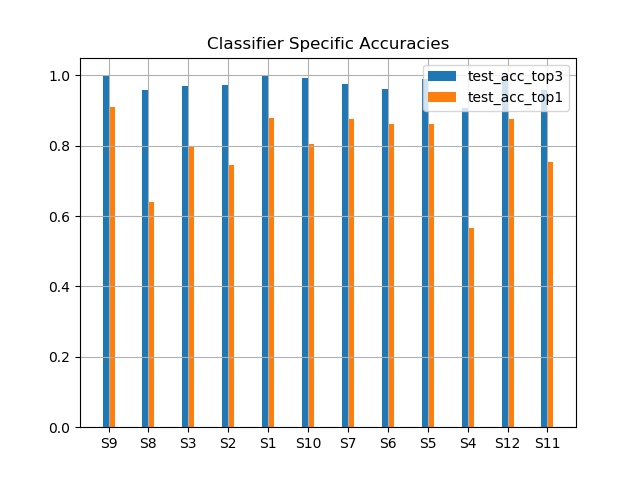 Classifier Specific Accuracies
test_acc_top3
test_acc_top1
1.0
0.8
0.6
0.4
0.2
0.0
S9 S8 S3 S2 S1 S10 S7 S6 S5 S4 S12 S11